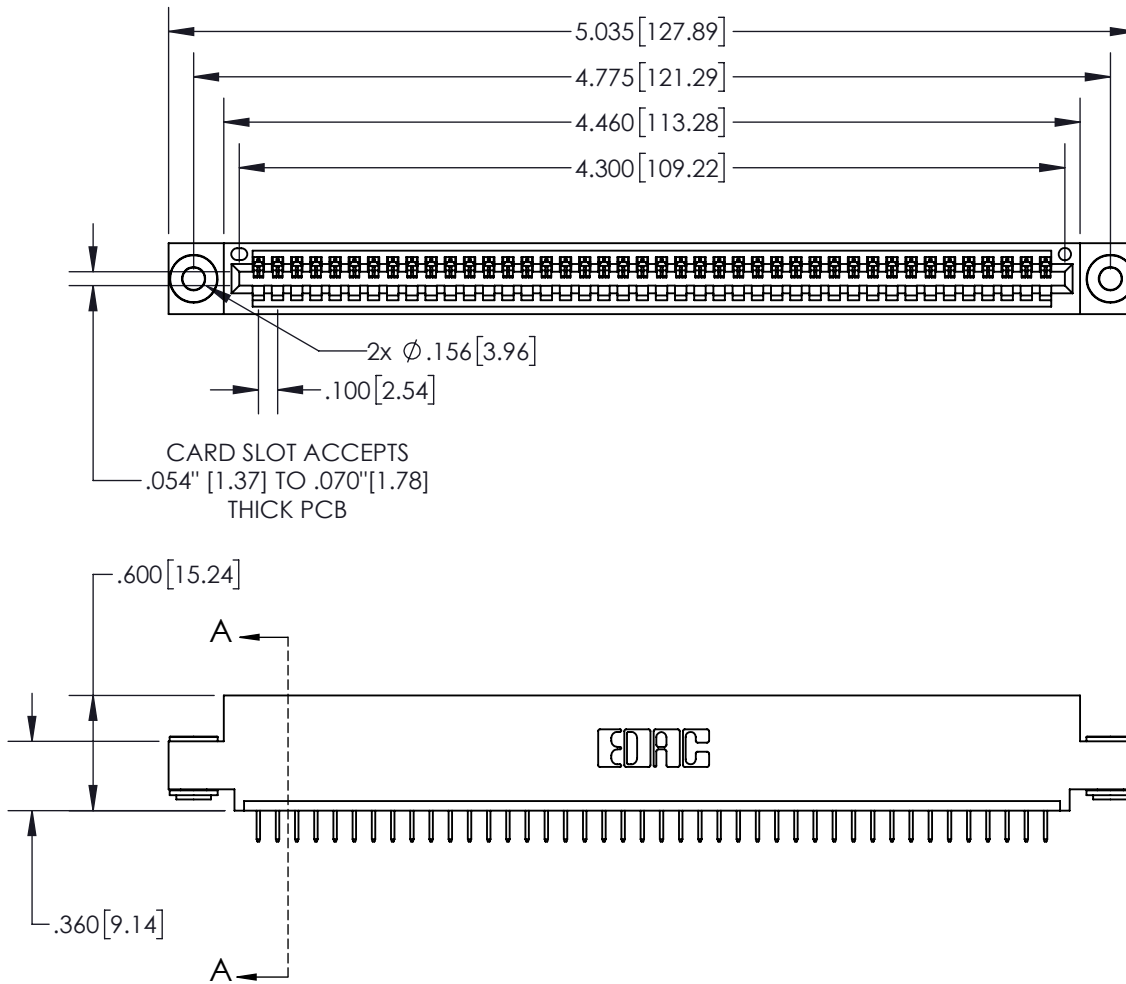 5.035[127.89]
4.775[121.29]
4.460[113.28]
4.300[109.22]
2x Ø.156[3.96]
.100[2.54]
CARD SLOT ACCEPTS
.054" [1.37] TO .070"[1.78]
THICK PCB
.600[15.24]
A
EDAC
.360[9.14]
A